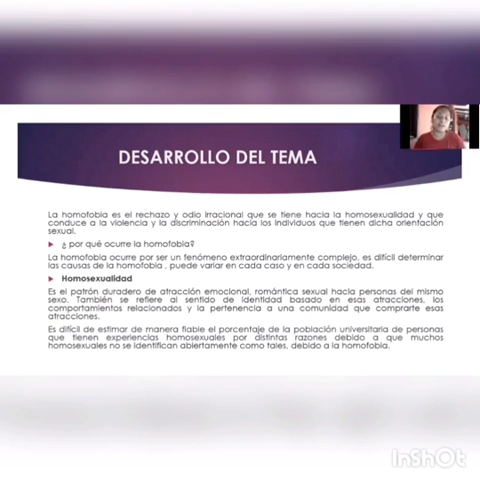 DESARROLLO DEL TEMA
La homofobia es el rechazo y odio irracional que se tiene hacia la homosexualidad y que
conduce a la violencia y la discriminación hacía los individuos que tienen dicha orientación
sexual.
¿ por qué ocurre la homofobia?
La homofobia ocurre por ser un fenómeno extraordinariamente complejo, es difícil determinar
las causas de la homofobia , puede variar en cada caso y en cada sociedad.
Homosexualidad
Es el patrón duradero de atracción emocional, romántica sexual hacia personas del mismo
sexo. También se refiere al sentido de identidad basado en esas atracciones, los
comportamientos relacionados y la pertenencia a una comunidad que comparte esas
atracciones.
Es difícil de estimar de manera fiable el porcentaje de la población universitaria de personas
que tienen experiencias homosexuales por distintas razones debido a que muchos
homosexuales no se identifican abiertamente como tales, debido a la homofobia.
InShOt